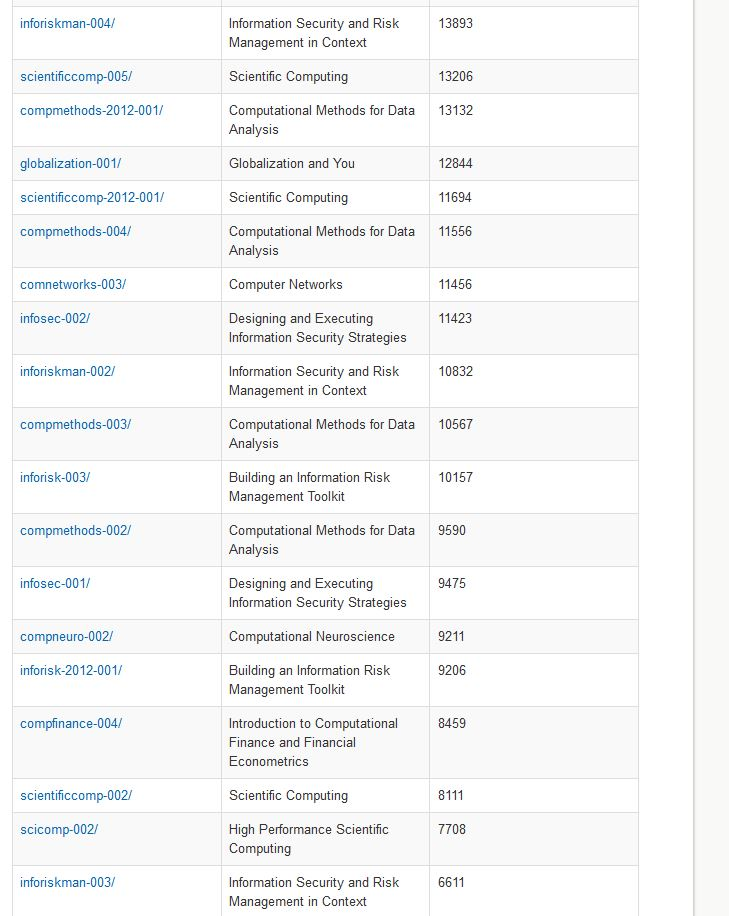 inforiskman-004/ Information Security and Risk 13893
Management in Context
scientificcomp-005/ Scientific Computing 13206
compmethods-2012-001/ Computational Methods for Data 13132
Analysis
globalization-001/ Globalization and You 12844
scientificcomp-2012-001/ Scientific Computing 11694
compmethods-004/ Computational Methods for Data 11556
Analysis
comnetworks-003/ Computer Networks 11456
infosec-002/ Designing and Executing 11423
Information Security Strategies
inforiskman-002/ Information Security and Risk 10832
Management in Context
compmethods-003/ Computational Methods for Data 10567
Analysis
inforisk-003/ Building an Information Risk 10157
Management Toolkit
compmethods-002/ Computational Methods for Data 9590
Analysis
infosec-001/ Designing and Executing 9475
Information Security Strategies
compneuro-002/ Computational Neuroscience 9211
inforisk-2012-001/ Building an Information Risk 9206
Management Toolkit
compfinance-004/ Introduction to Computational 8459
Finance and Financial
Econometrics
scientificcomp-002/ Scientific Computing 8111
scicomp-002/ High Performance Scientific 7708
Computing
inforiskman-003/ Information Security and Risk 6611
Management in Context